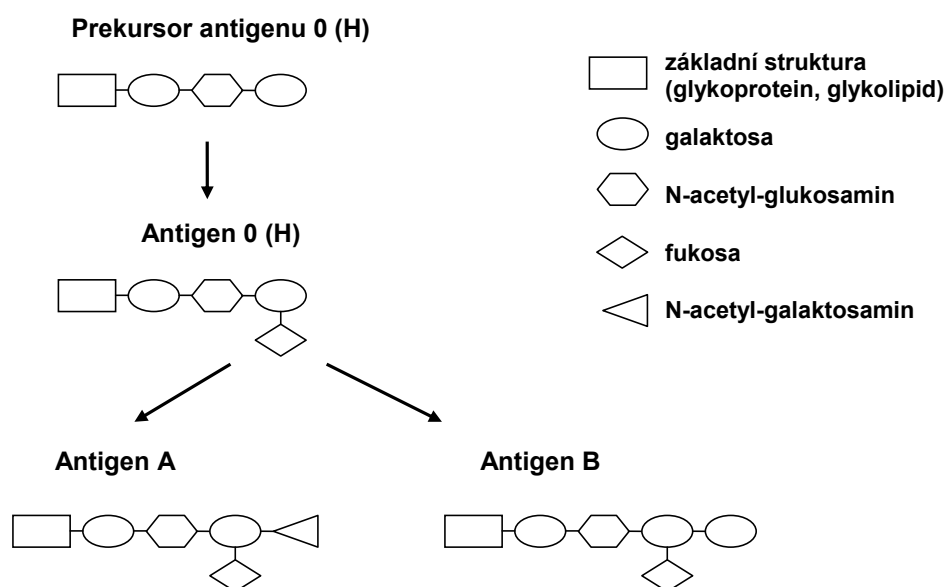 Prekursor antigenu 0 (H)
základní struktura
(glykoprotein, glykolipid)
galaktosa
N-acetyl-glukosamin
fukosa
N-acetyl-galaktosamin
Antigen 0 (H)
Antigen A
Antigen B